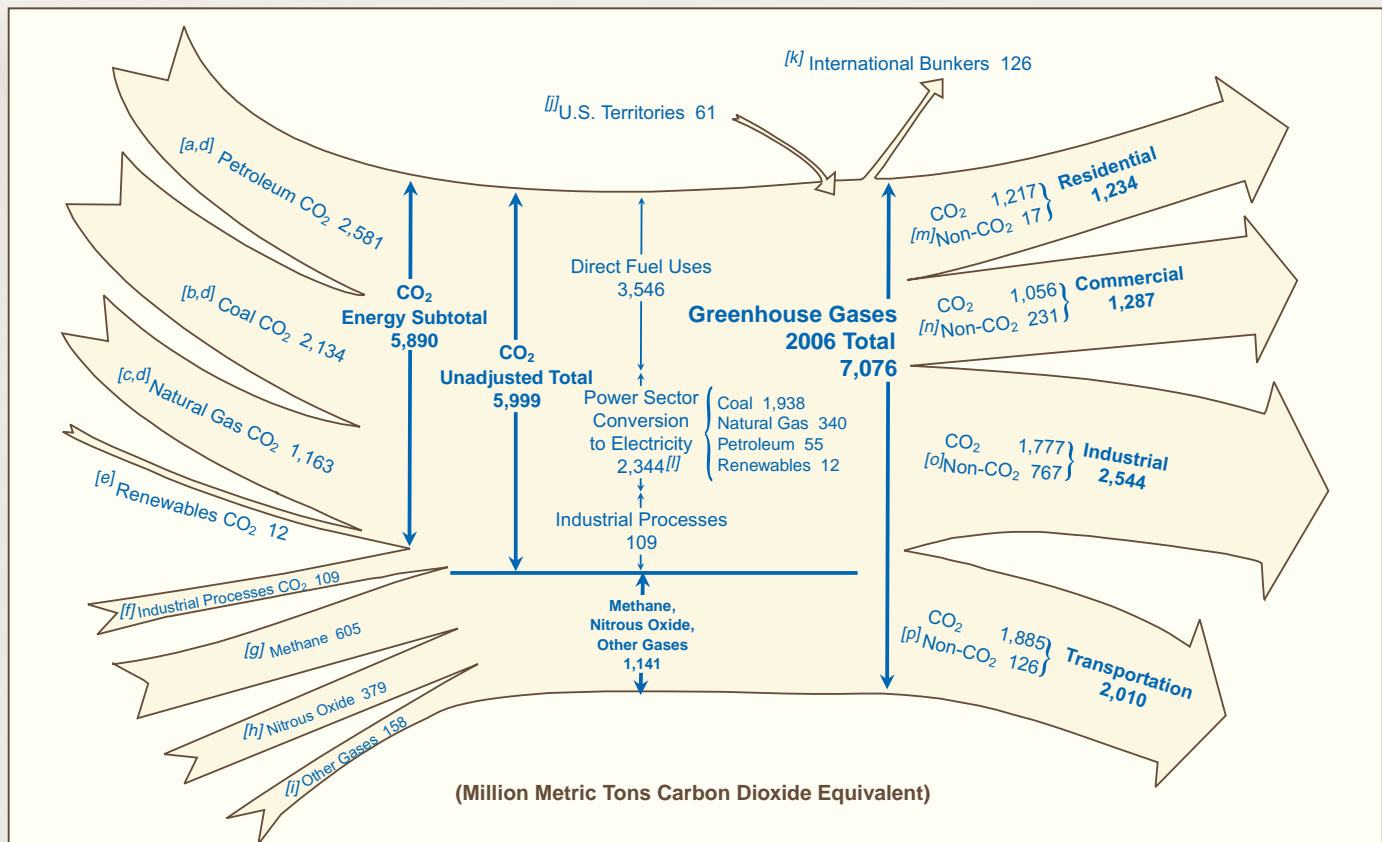 [k] International Bunkers 126
[j]U.S. Territories 61
[a,d] Petroleum CO₂ 2,581
[b,d] Coal CO₂ 2,134
[c,d] Natural Gas CO₂ 1,163
[e] Renewables CO₂ 12
[f] Industrial Processes CO₂ 109
[g] Methane 605
[h] Nitrous Oxide 379
[i] Other Gases 158
CO₂
Energy Subtotal
5,890
CO₂
Unadjusted Total
5,999
Direct Fuel Uses
3,546
Power Sector
Conversion
to Electricity
2,344[l]
Coal 1,938
Natural Gas 340
Petroleum 55
Renewables 12
Industrial Processes
109
Methane,
Nitrous Oxide,
Other Gases
1,141
Greenhouse Gases
2006 Total
7,076
CO₂ 1,217
[m]Non-CO₂ 17
Residential
1,234
CO₂ 1,056
[n]Non-CO₂ 231
Commercial
1,287
CO₂ 1,777
[o]Non-CO₂ 767
Industrial
2,544
CO₂ 1,885
[p]Non-CO₂ 126
Transportation
2,010
(Million Metric Tons Carbon Dioxide Equivalent)